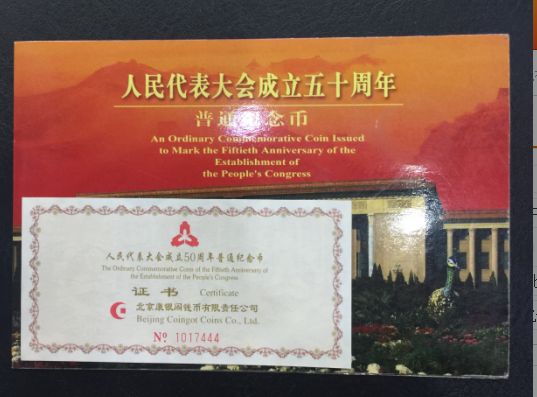 人民代表大会成立五十周年
普通纪念币
An Ordinary Commemorative Coin Issued
to Mark the Fiftieth Anniversary of the
Establishment of
the People's Congress
人民代表大会成立50周年普通纪念币
The Ordinary Commemorative Coins of the Fiftieth Anniversary of
the Establishment of the People's Congress
证书 Certificate
北京康银阁钱币有限责任公司
Beijing Coingot Coins Co., Ltd.
№ 1017444